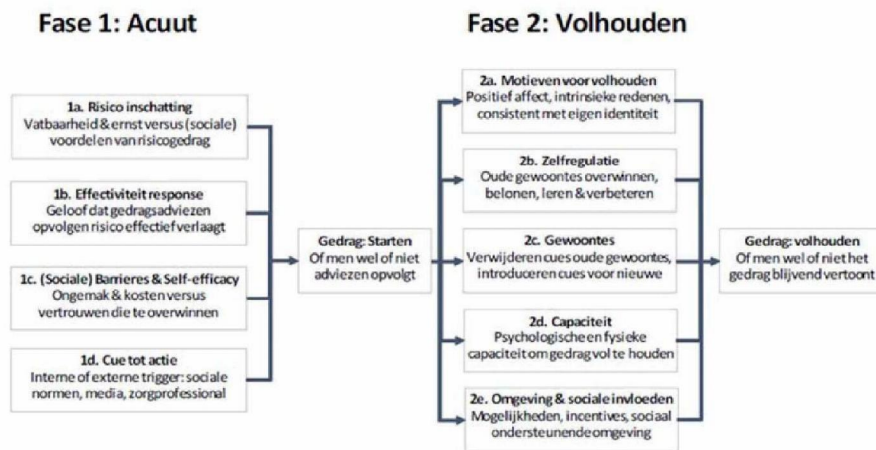 Fase 1: Acuut
1a. Risico inschatting
Vatbaarheid & ernst versus (sociale)
voordelen van risicogedrag
1b. Effectiviteit response
Geloof dat gedragsadviezen
opvolgen risico effectief verlaagt
1c. (Sociale) Barrieres & Self-efficacy
Ongemak & kosten versus
vertrouwen die te overwinnen
1d. Cue tot actie
Interne of externe trigger: sociale
normen, media, zorgprofessional
Gedrag: Starten
Of men wel of niet
adviezen opvolgt
Fase 2: Volhouden
2a. Motieven voor volhouden
Positief affect, intrinsieke redenen,
consistent met eigen identiteit
2b. Zelfregulatie
Oude gewoontes overwinnen,
belonen, leren & verbeteren
2c. Gewoontes
Verwijderen cues oude gewoontes,
introduceren cues voor nieuwe
2d. Capaciteit
Psychologische en fysieke
capaciteit om gedrag vol te houden
2e. Omgeving & sociale invloeden
Mogelijkheden, incentives, sociaal
ondersteunende omgeving
Gedrag: volhouden
Of men wel of niet het
gedrag blijvend vertoont